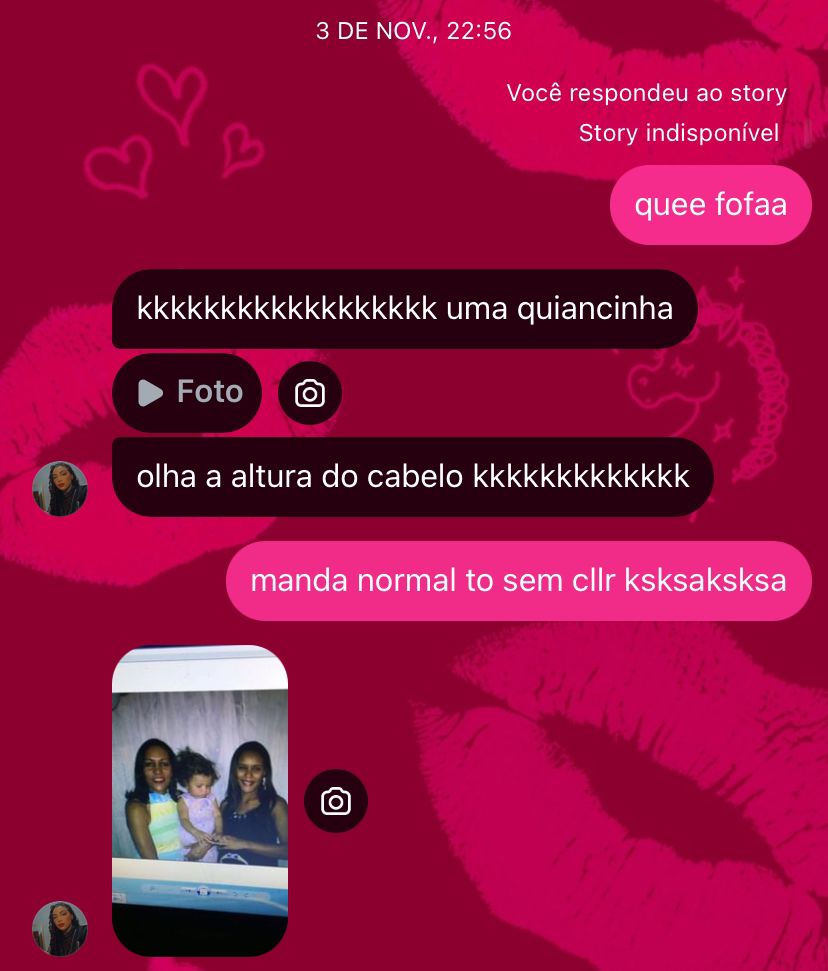 3 DE NOV., 22:56
Você respondeu ao story
Story indisponível
quee fofaa
kkkkkkkkkkkkkkkkkk uma quiancinha
Foto
olha a altura do cabelo kkkkkkkkkkkkk
manda normal to sem cllr ksksaksksa